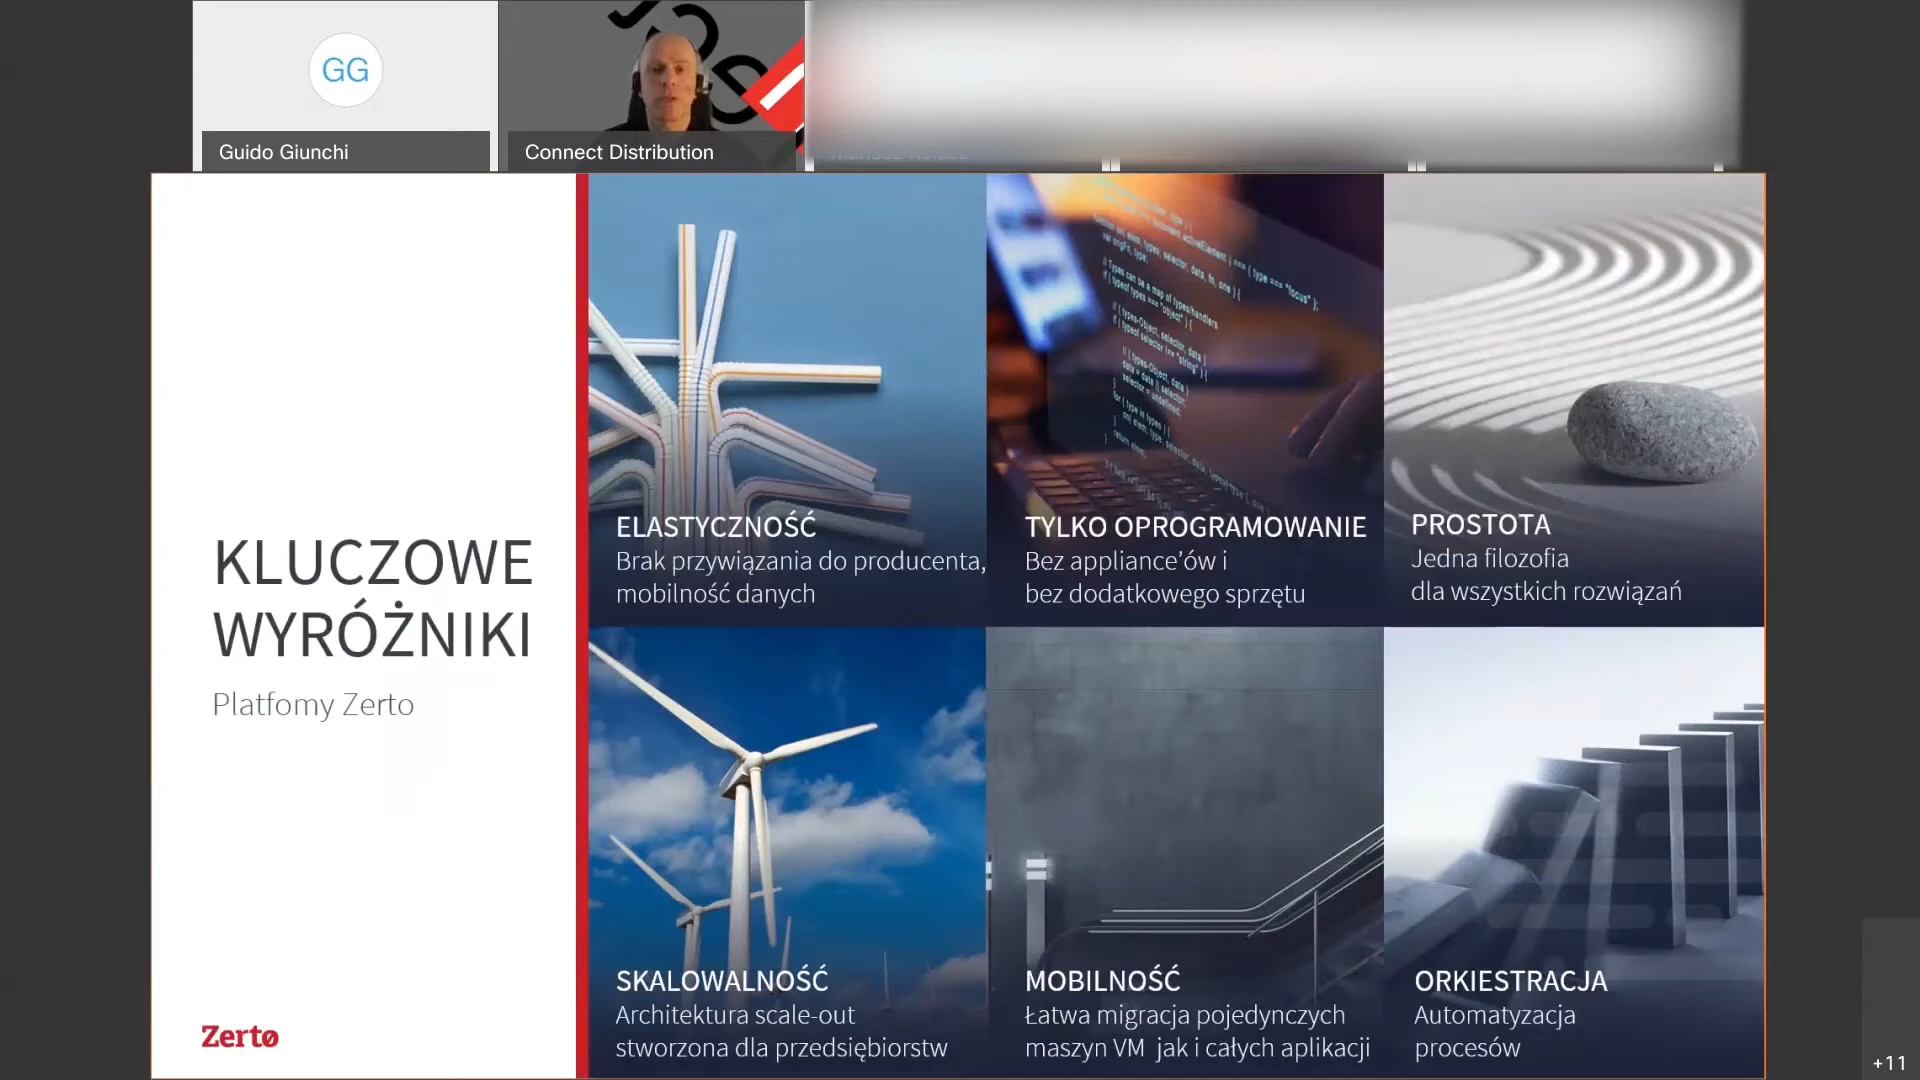 GG
Guido Giunchi
Connect Distribution
KLUCZOWE
WYRÓŻNIKI
Platfomy Zerto
Zerto
ELASTYCZNOŚĆ
Brak przywiązania do producenta,
mobilność danych
TYLKO OPROGRAMOWANIE
Bez appliance’ów i
bez dodatkowego sprzętu
PROSTOTA
Jedna filozofia
dla wszystkich rozwiązań
SKALOWALNOŚĆ
Architektura scale-out
stworzona dla przedsiębiorstw
MOBILNOŚĆ
Łatwa migracja pojedynczych
maszyn VM jak i całych aplikacji
ORKIESTRACJA
Automatyzacja
procesów
+11